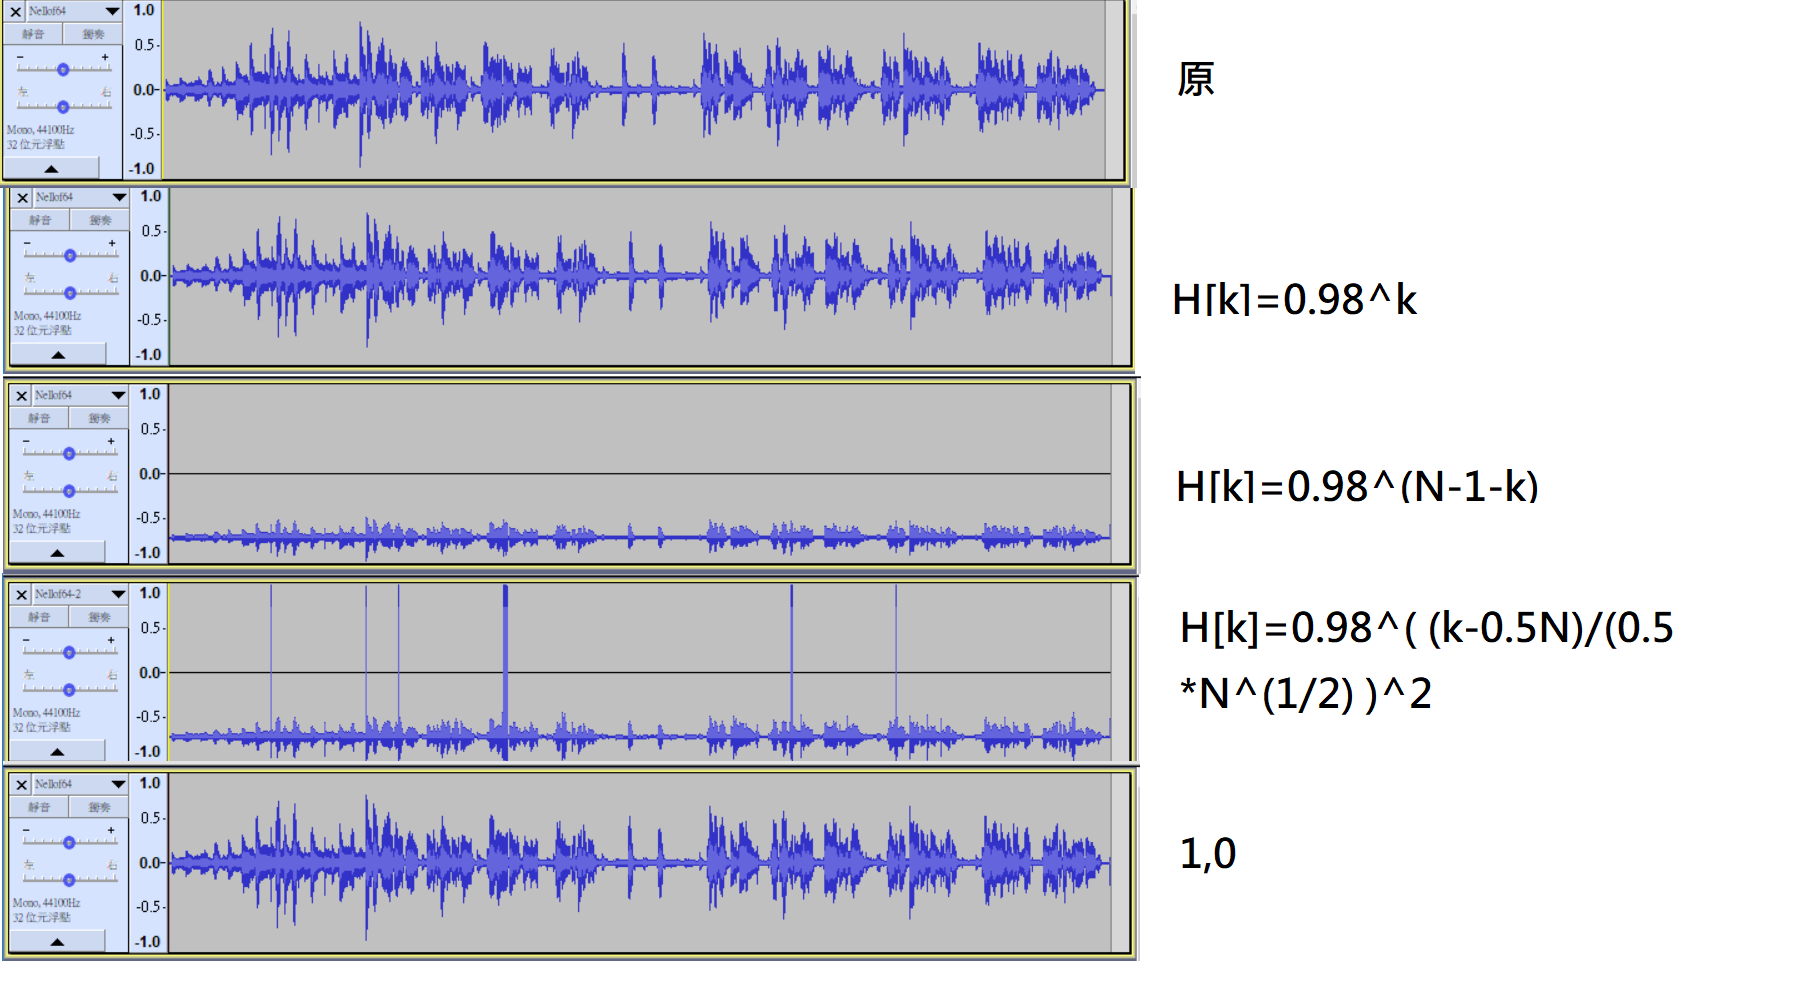 Nellof64
靜音 獨奏
- +
左 右
Mono, 44100Hz
32 位元浮點
1.0
0.5
0.0
-0.5
-1.0
原
Nellof64
靜音 獨奏
- +
左 右
Mono, 44100Hz
32 位元浮點
1.0
0.5
0.0
-0.5
-1.0
H[k]=0.98^k
Nellof64
靜音 獨奏
- +
左 右
Mono, 44100Hz
32 位元浮點
1.0
0.5
0.0
-0.5
-1.0
H[k]=0.98^(N-1-k)
Nellof64-2
靜音 獨奏
- +
左 右
Mono, 44100Hz
32 位元浮點
1.0
0.5
0.0
-0.5
-1.0
H[k]=0.98^( (k-0.5N)/(0.5
*N^(1/2) )^2
Nellof64
靜音 獨奏
- +
左 右
Mono, 44100Hz
32 位元浮點
1.0
0.5
0.0
-0.5
-1.0
1,0